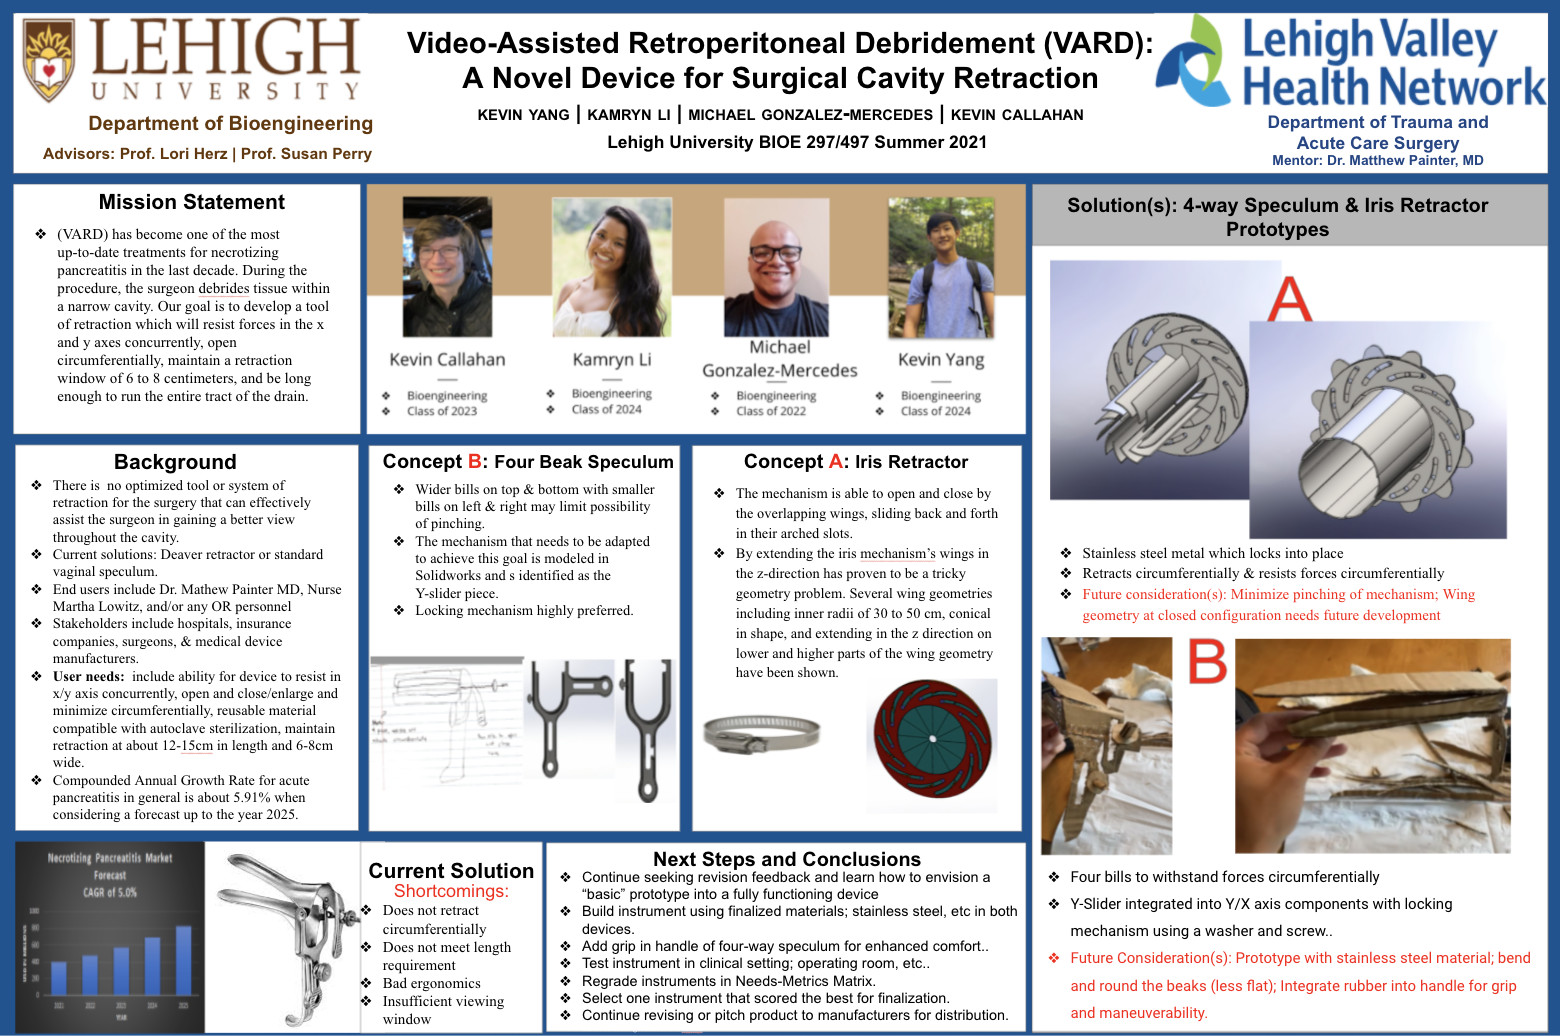 LEHIGH
UNIVERSITY
Department of Bioengineering
Advisors: Prof. Lori Herz | Prof. Susan Perry
Video-Assisted Retroperitoneal Debridement (VARD):
A Novel Device for Surgical Cavity Retraction
KEVIN YANG | KAMRYN LI | MICHAEL GONZALEZ-MERCEDES | KEVIN CALLAHAN
Lehigh University BIOE 297/497 Summer 2021
Lehigh Valley
Health Network
Department of Trauma and
Acute Care Surgery
Mentor: Dr. Matthew Painter, MD
Mission Statement
❖ (VARD) has become one of the most
up-to-date treatments for necrotizing
pancreatitis in the last decade. During the
procedure, the surgeon debrides tissue within
a narrow cavity. Our goal is to develop a tool
of retraction which will resist forces in the x
and y axes concurrently, open
circumferentially, maintain a retraction
window of 6 to 8 centimeters, and be long
enough to run the entire tract of the drain.
Kevin Callahan
❖ Bioengineering
❖ Class of 2023
Kamryn Li
❖ Bioengineering
❖ Class of 2024
Michael
Gonzalez-Mercedes
❖ Bioengineering
❖ Class of 2022
Kevin Yang
❖ Bioengineering
❖ Class of 2024
Background
❖ There is no optimized tool or system of
retraction for the surgery that can effectively
assist the surgeon in gaining a better view
throughout the cavity.
❖ Current solutions: Deaver retractor or standard
vaginal speculum.
❖ End users include Dr. Mathew Painter MD, Nurse
Martha Lowitz, and/or any OR personnel
❖ Stakeholders include hospitals, insurance
companies, surgeons, & medical device
manufacturers.
❖ User needs: include ability for device to resist in
x/y axis concurrently, open and close/enlarge and
minimize circumferentially, reusable material
compatible with autoclave sterilization, maintain
retraction at about 12-15cm in length and 6-8cm
wide.
❖ Compounded Annual Growth Rate for acute
pancreatitis in general is about 5.91% when
considering a forecast up to the year 2025.
Concept B: Four Beak Speculum
❖ Wider bills on top & bottom with smaller
bills on left & right may limit possibility
of pinching.
❖ The mechanism that needs to be adapted
to achieve this goal is modeled in
Solidworks and s identified as the
Y-slider piece.
❖ Locking mechanism highly preferred.
Concept A: Iris Retractor
❖ The mechanism is able to open and close by
the overlapping wings, sliding back and forth
in their arched slots.
❖ By extending the iris mechanism's wings in
the z-direction has proven to be a tricky
geometry problem. Several wing geometries
including inner radii of 30 to 50 cm, conical
in shape, and extending in the z direction on
lower and higher parts of the wing geometry
have been shown.
Solution(s): 4-way Speculum & Iris Retractor
Prototypes
A
❖ Stainless steel metal which locks into place
❖ Retracts circumferentially & resists forces circumferentially
❖ Future consideration(s): Minimize pinching of mechanism; Wing
geometry at closed configuration needs future development
B
❖ Four bills to withstand forces circumferentially
❖ Y-Slider integrated into Y/X axis components with locking
mechanism using a washer and screw..
❖ Future Consideration(s): Prototype with stainless steel material; bend
and round the beaks (less flat); Integrate rubber into handle for grip
and maneuverability.
Necrotizing Pancreatitis Market
Forecast
CAGR of 5.0%
1000
800
600
400
200
0
2021 2022 2023 2024 2025
YEAR
Current Solution
Shortcomings:
❖ Does not retract
circumferentially
❖ Does not meet length
requirement
❖ Bad ergonomics
❖ Insufficient viewing
window
Next Steps and Conclusions
❖ Continue seeking revision feedback and learn how to envision a
“basic” prototype into a fully functioning device
❖ Build instrument using finalized materials; stainless steel, etc in both
devices.
❖ Add grip in handle of four-way speculum for enhanced comfort..
❖ Test instrument in clinical setting; operating room, etc..
❖ Regrade instruments in Needs-Metrics Matrix.
❖ Select one instrument that scored the best for finalization.
❖ Continue revising or pitch product to manufacturers for distribution.